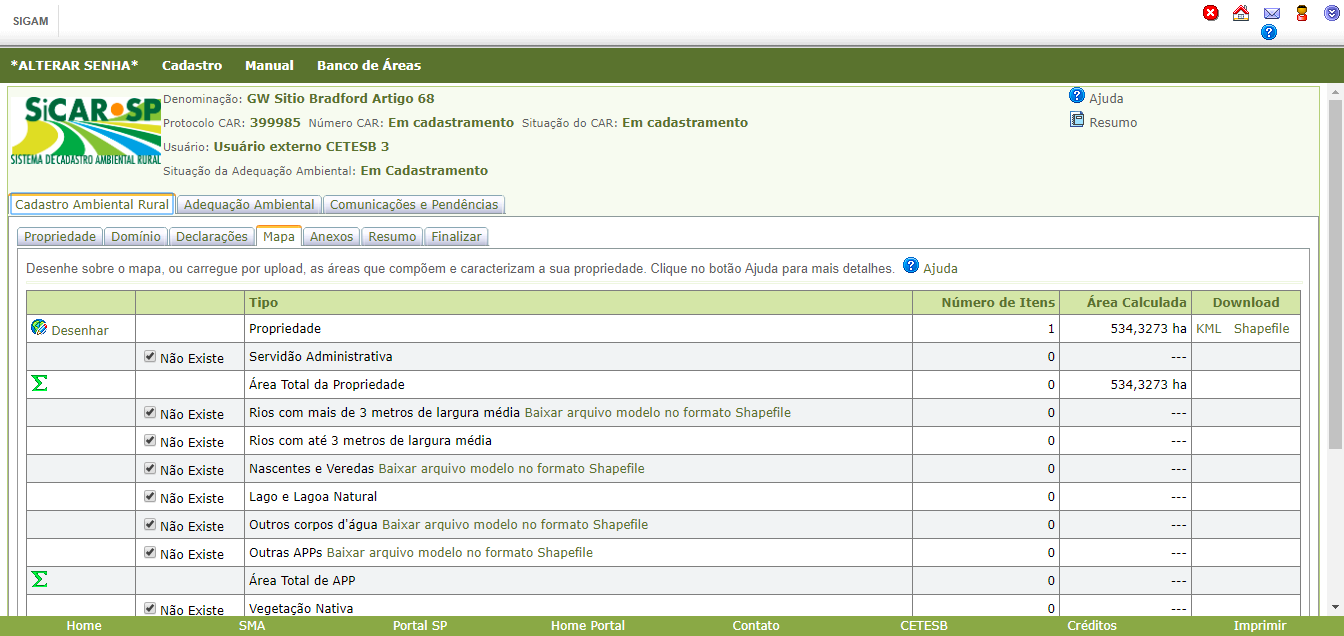 SIGAM
*ALTERAR SENHA* Cadastro Manual Banco de Áreas
SiCAR.SP
SISTEMA DE CADASTRO AMBIENTAL RURAL
Denominação: GW Sitio Bradford Artigo 68
Protocolo CAR: 399985 Número CAR: Em cadastramento Situação do CAR: Em cadastramento
Usuário: Usuário externo CETESB 3
Situação da Adequação Ambiental: Em Cadastramento
Ajuda
Resumo
Cadastro Ambiental Rural Adequação Ambiental Comunicações e Pendências
Propriedade Domínio Declarações Mapa Anexos Resumo Finalizar
Desenhe sobre o mapa, ou carregue por upload, as áreas que compõem e caracterizam a sua propriedade. Clique no botão Ajuda para mais detalhes. Ajuda
Tipo Número de Itens Área Calculada Download
Desenhar Propriedade 1 534,3273 ha KML Shapefile
Não Existe Servidão Administrativa 0 ---
Σ Área Total da Propriedade 0 534,3273 ha
Não Existe Rios com mais de 3 metros de largura média Baixar arquivo modelo no formato Shapefile 0 ---
Não Existe Rios com até 3 metros de largura média 0 ---
Não Existe Nascentes e Veredas Baixar arquivo modelo no formato Shapefile 0 ---
Não Existe Lago e Lagoa Natural 0 ---
Não Existe Outros corpos d'água Baixar arquivo modelo no formato Shapefile 0 ---
Não Existe Outras APPs Baixar arquivo modelo no formato Shapefile 0 ---
Σ Área Total de APP 0 ---
Não Existe Vegetação Nativa 0 ---
Home SMA Portal SP Home Portal Contato CETESB Créditos Imprimir